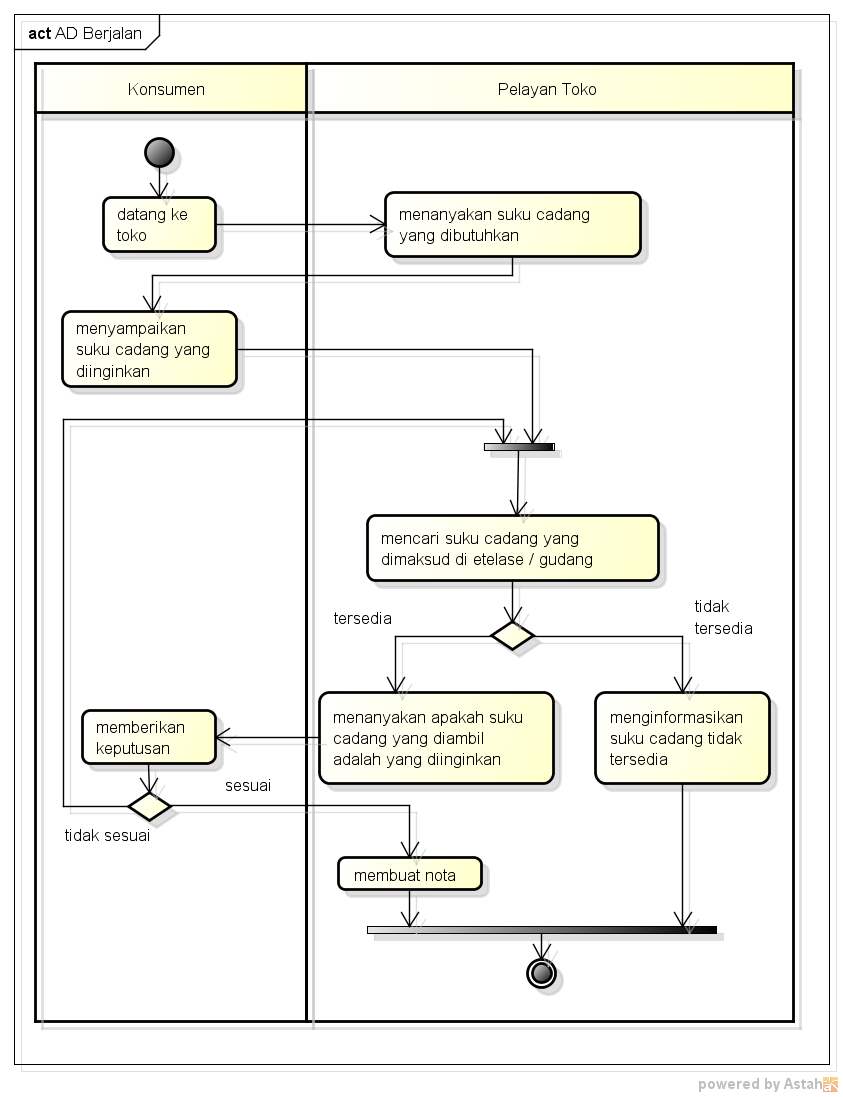 act AD Berjalan
Konsumen
Pelayan Toko
datang ke
toko
menanyakan suku cadang
yang dibutuhkan
menyampaikan
suku cadang yang
diinginkan
mencari suku cadang yang
dimaksud di etelase / gudang
tersedia
tidak
tersedia
menanyakan apakah suku
cadang yang diambil
adalah yang diinginkan
menginformasikan
suku cadang tidak
tersedia
memberikan
keputusan
sesuai
tidak sesuai
membuat nota
powered by Astah